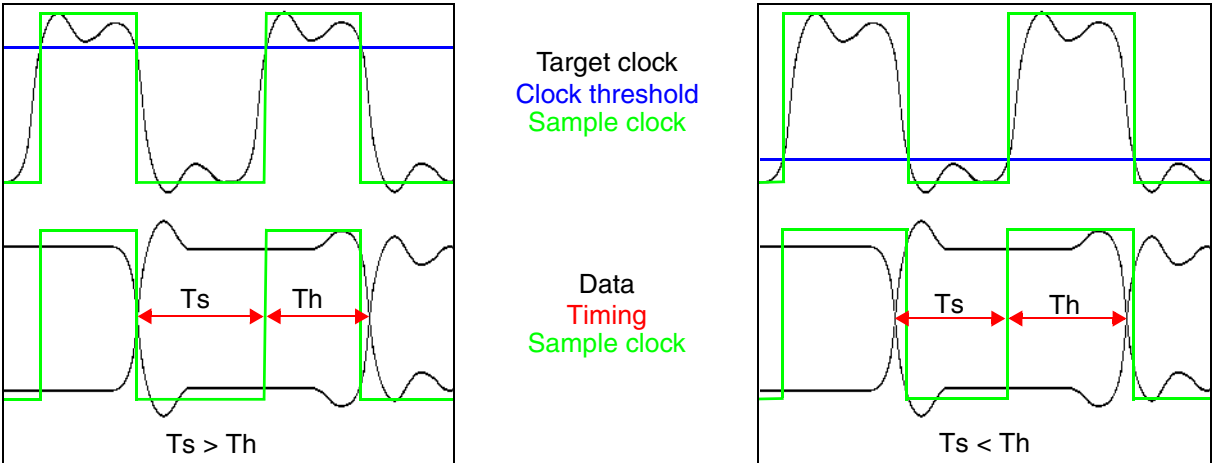 Target clock
Clock threshold
Sample clock
Ts
Th
Ts > Th
Data
Timing
Sample clock
Ts
Th
Ts < Th